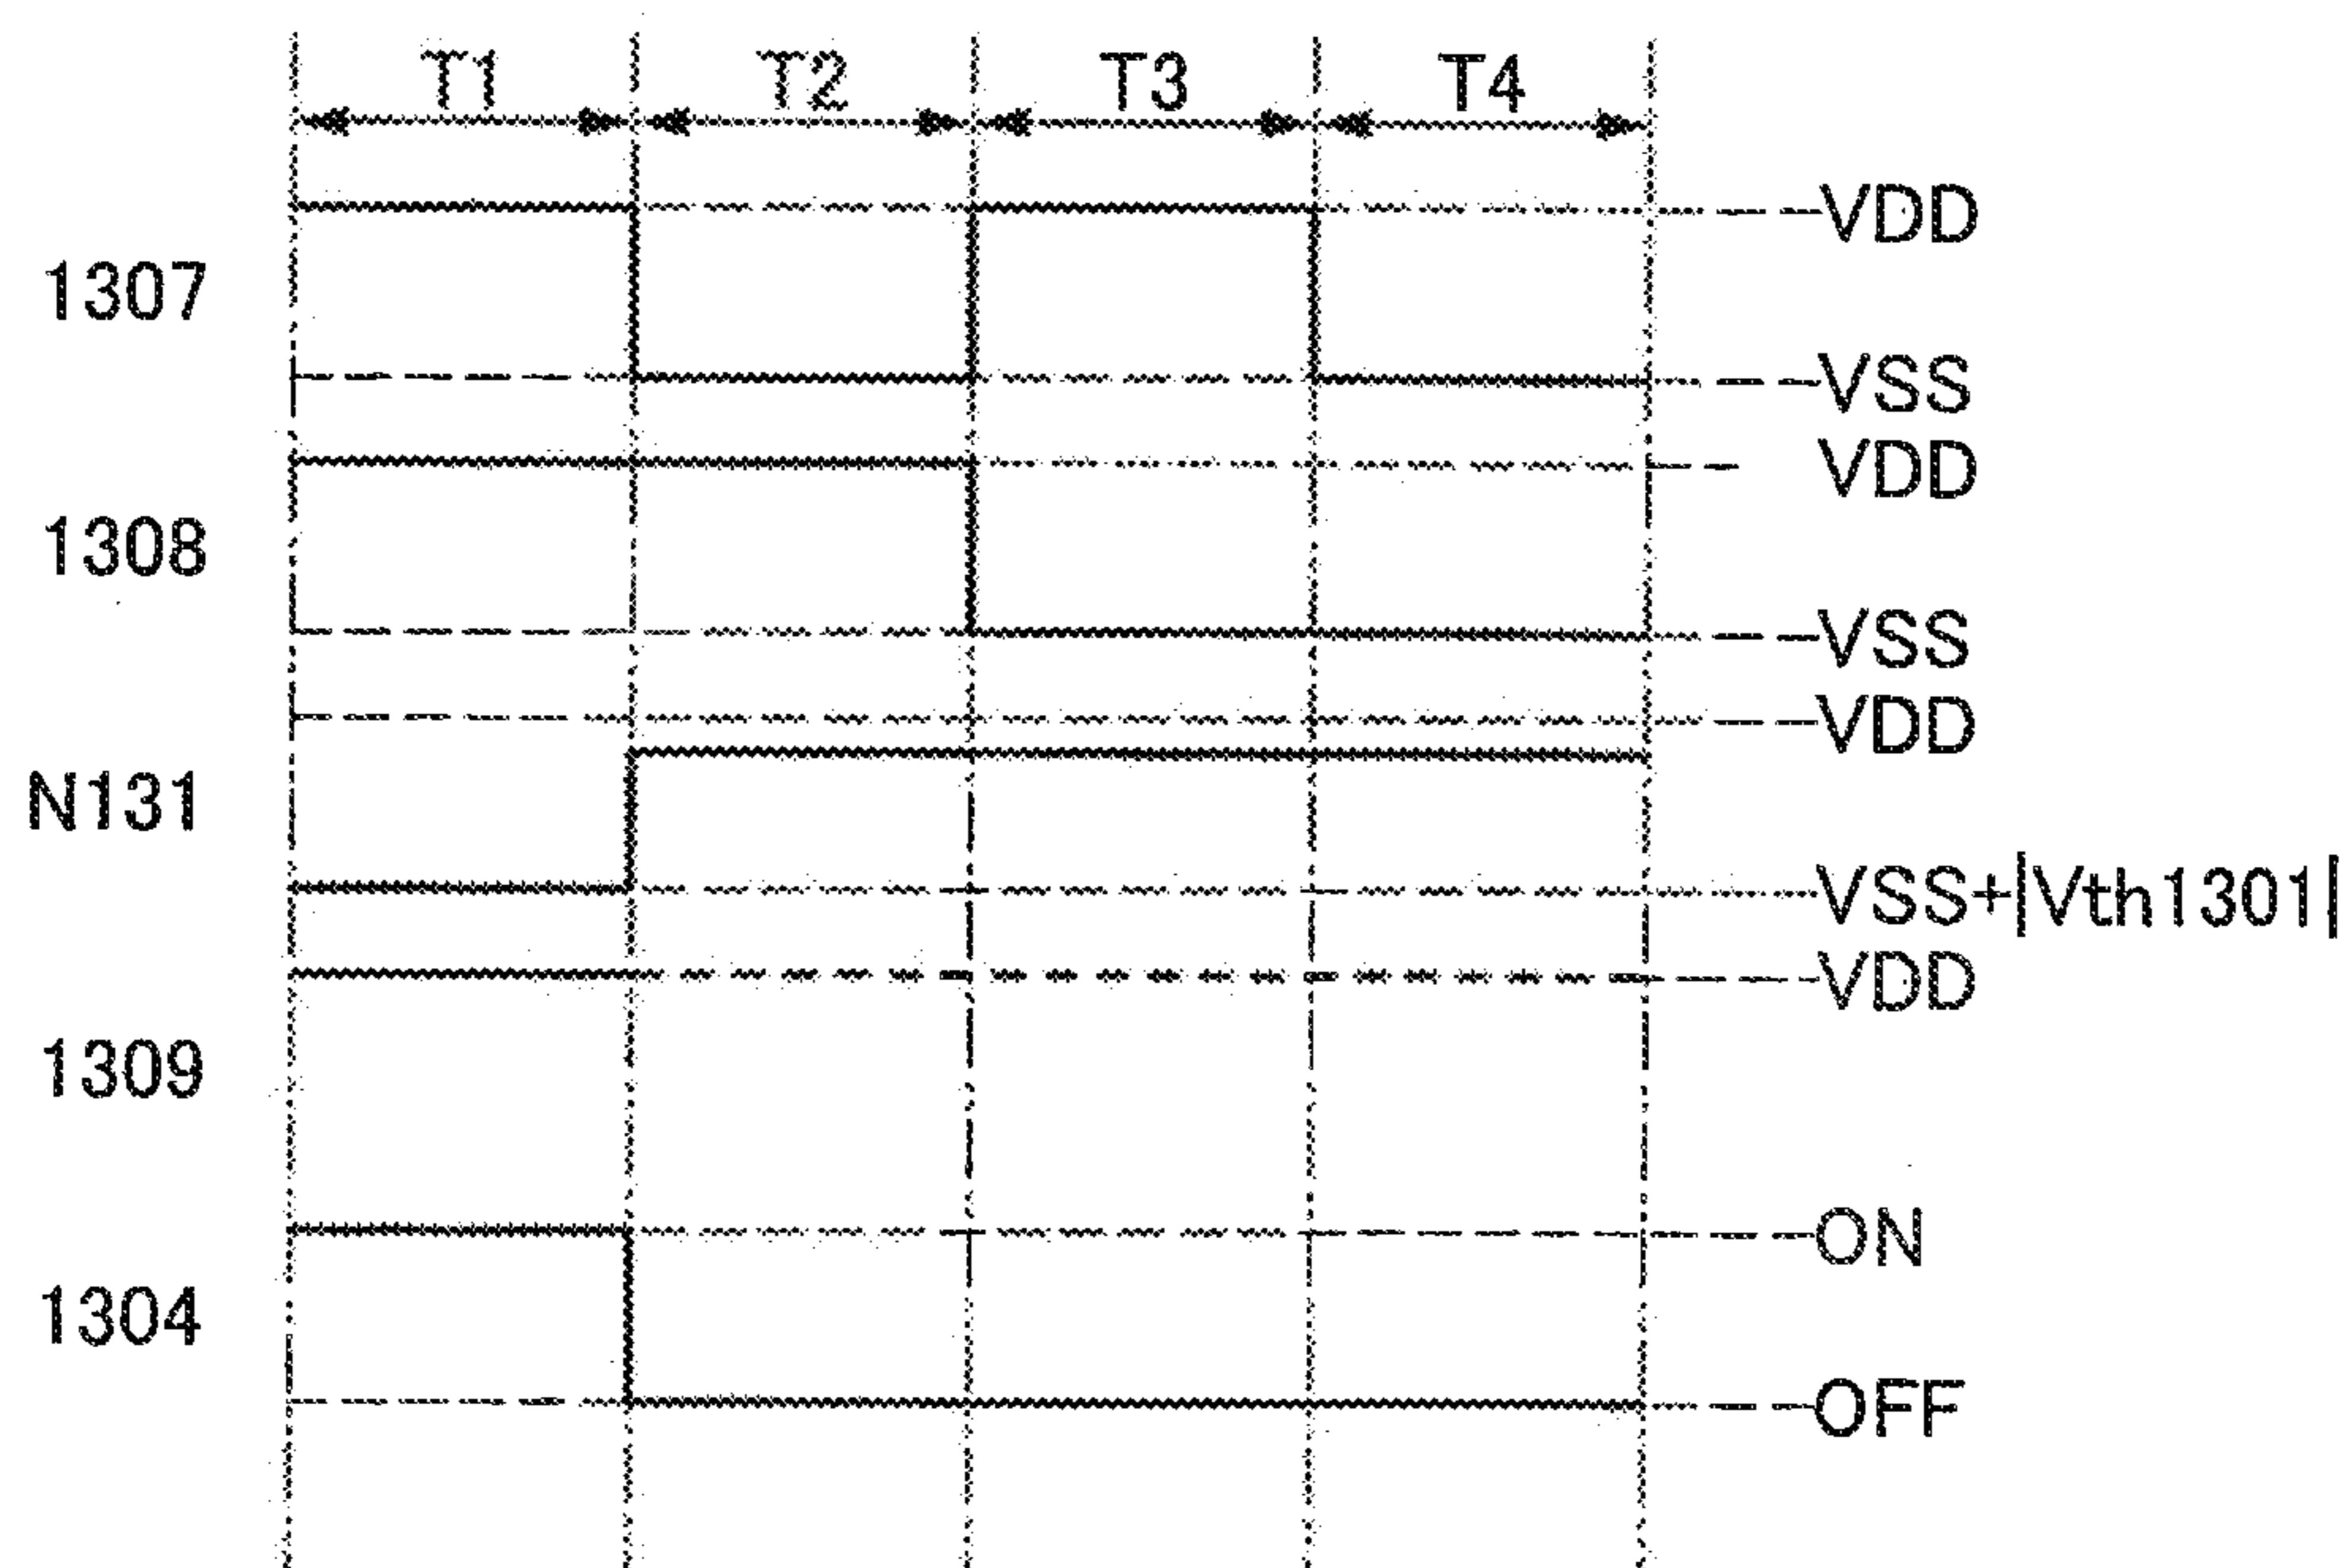 T1 T2 T3 T4
VDD
1307
VSS
VDD
1308
VSS
VDD
N131
VSS+|Vth1301|
VDD
1309
ON
1304
OFF